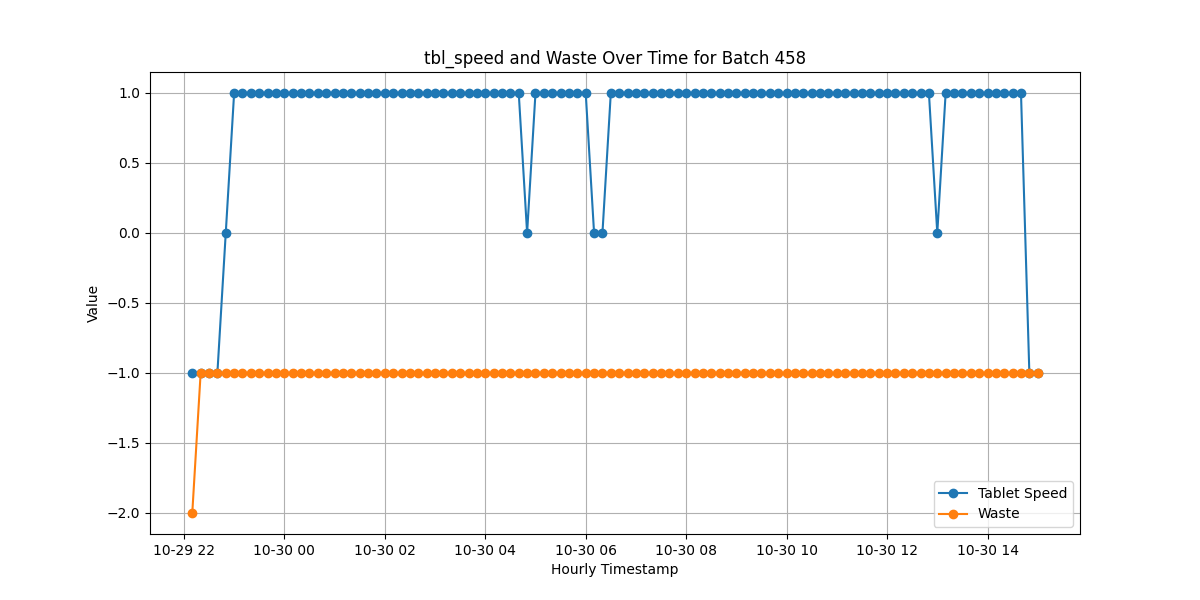 tbl_speed and Waste Over Time for Batch 458
Value
1.0
0.5
0.0
−0.5
−1.0
−1.5
−2.0
Tablet Speed
Waste
10-29 22 10-30 00 10-30 02 10-30 04 10-30 06 10-30 08 10-30 10 10-30 12 10-30 14
Hourly Timestamp